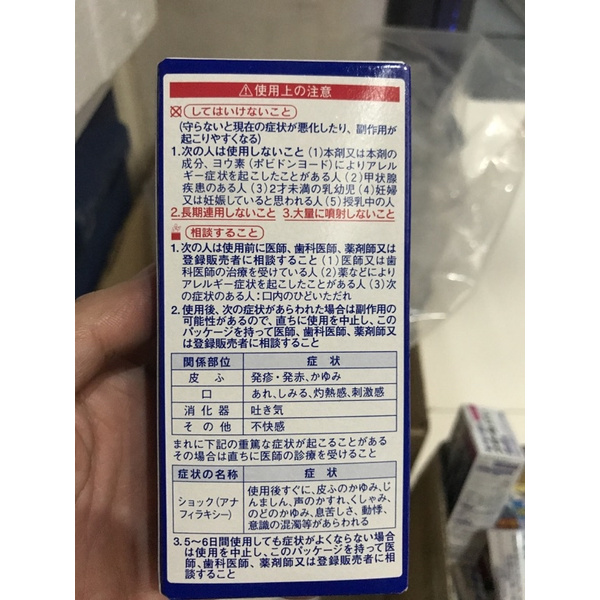 ⚠使用上の注意
してはいけないこと
(守らないと現在の症状が悪化したり、副作用が
起こりやすくなる)
1.次の人は使用しないこと (1)本剤又は本剤の
成分、ヨウ素(ポビドンヨード)によりアレル
ギー症状を起こしたことがある人 (2)甲状腺
疾患のある人 (3)2才未満の乳幼児 (4)妊婦
又は妊娠していると思われる人 (5)授乳中の人
2.長期連用しないこと 3.大量に噴射しないこと
相談すること
1.次の人は使用前に医師、歯科医師、薬剤師又は
登録販売者に相談すること (1)医師又は歯
科医師の治療を受けている人 (2)薬などにより
アレルギー症状を起こしたことがある人 (3)次
の症状のある人:口内のひどいただれ
2.使用後、次の症状があらわれた場合は副作用の
可能性があるので、直ちに使用を中止し、この
パッケージを持って医師、歯科医師、薬剤師又
は登録販売者に相談すること
関係部位 症状
皮ふ 発疹・発赤、かゆみ
口 あれ、しみる、灼熱感、刺激感
消化器 吐き気
その他 不快感
まれに下記の重篤な症状が起こることがある
その場合は直ちに医師の診療を受けること
症状の名称 症状
ショック(アナ
フィラキシー)
使用後すぐに、皮ふのかゆみ、じ
んましん、声のかすれ、くしゃみ、
のどのかゆみ、息苦しさ、動悸、
意識の混濁等があらわれる
3.5〜6日間使用しても症状がよくならない場合
は使用を中止し、このパッケージを持って医
師、歯科医師、薬剤師又は登録販売者に相談
すること